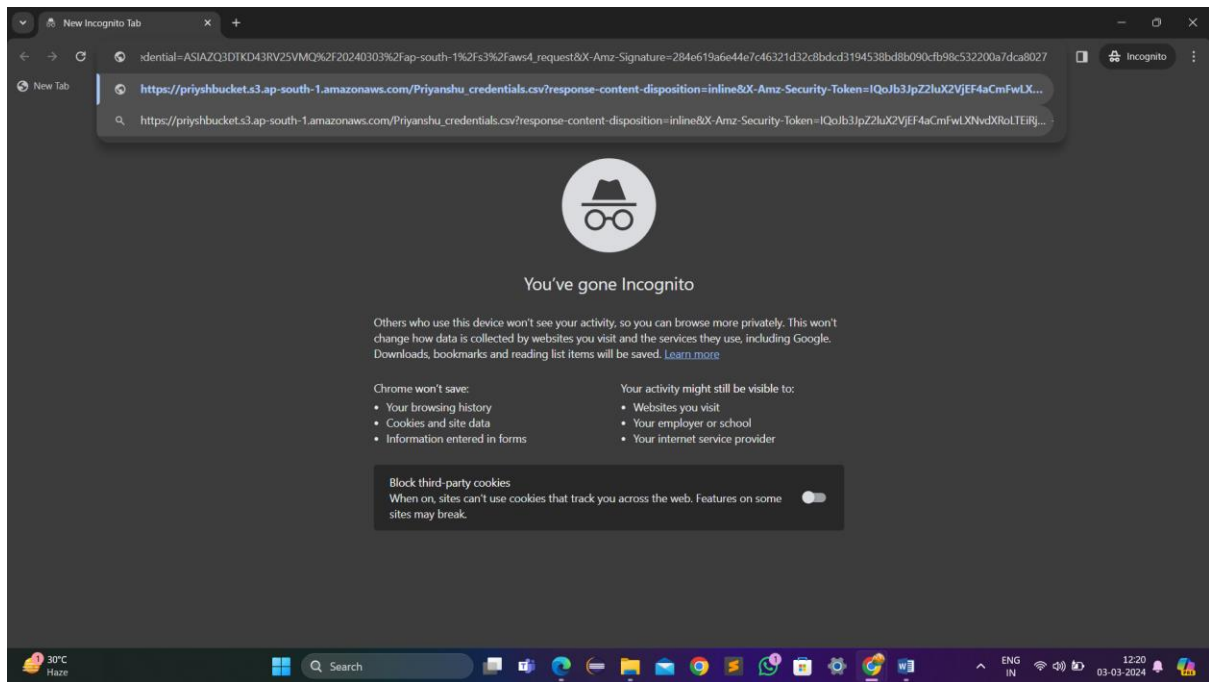 New Incognito Tab
xdential=ASIAZQ3DTKD43RV25VMQ%2F20240303%2Fap-south-1%2Fs3%2Faws4_request&X-Amz-Signature=284e619a6e44e7c46321d32c8bdcd3194538bd8b090cfb98c532200a7dca8027
Incognito
New Tab
https://priyshbucket.s3.ap-south-1.amazonaws.com/Priyanshu_credentials.csv?response-content-disposition=inline&X-Amz-Security-Token=IQoJb3JpZ2luX2VjEF4aCmFwLX...
https://priyshbucket.s3.ap-south-1.amazonaws.com/Priyanshu_credentials.csv?response-content-disposition=inline&X-Amz-Security-Token=IQoJb3JpZ2luX2VjEF4aCmFwLXNvdXRoLTEiRj...
You've gone Incognito
Others who use this device won't see your activity, so you can browse more privately. This won't
change how data is collected by websites you visit and the services they use, including Google.
Downloads, bookmarks and reading list items will be saved. Learn more
Chrome won't save:
• Your browsing history
• Cookies and site data
• Information entered in forms
Your activity might still be visible to:
• Websites you visit
• Your employer or school
• Your internet service provider
Block third-party cookies
When on, sites can't use cookies that track you across the web. Features on some
sites may break.
1
30°C
Haze
Search
1
ENG
IN
12:20
03-03-2024